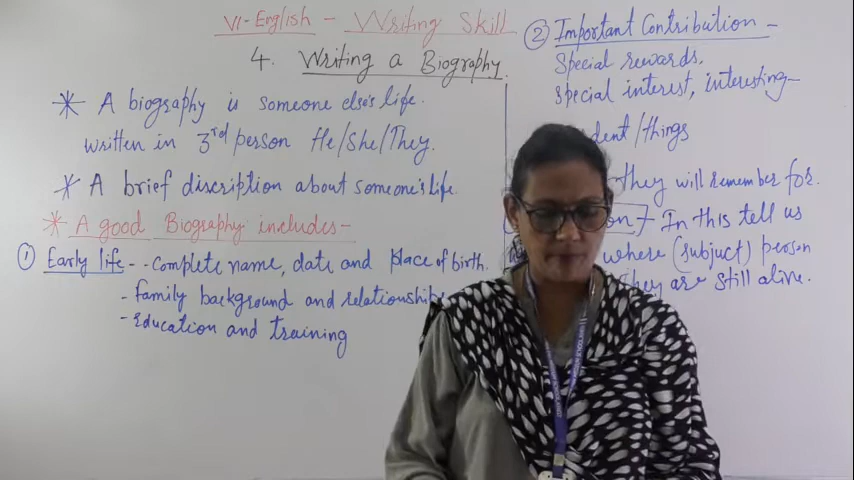 VI-English - Writing Skill
4. Writing a Biography
* A biography is someone else's life.
written in 3rd person He/She/They.
* A brief discription about someone's life.
* A good Biography includes-
① Early life - - Complete name, date and place of birth.
- family background and relationships
- Education and training
② Important Contribution -
Special rewards,
Special interest, interesting
dent/things
They will remember for.
on → In this tell us
where (subject) person
They are still alive.